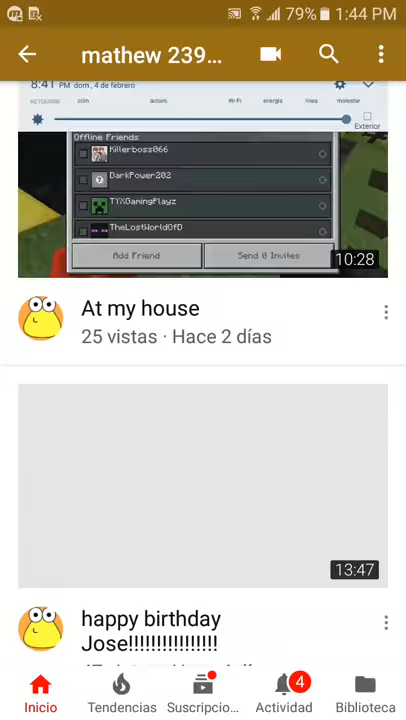 79% 1:44 PM
mathew 239...
8:41 PM dom., 4 de febrero
ción actom. Wi-Fi energía línea molestar
Exterior
Offline Friends
Killerboss066
DarkPower202
TYXGamingPlayz
TheLostWorldOfD
Add Friend Send 0 Invites
10:28
At my house
25 vistas · Hace 2 días
13:47
happy birthday
Jose!!!!!!!!!!!!!!!!
4
Inicio Tendencias Suscripcio... Actividad Biblioteca